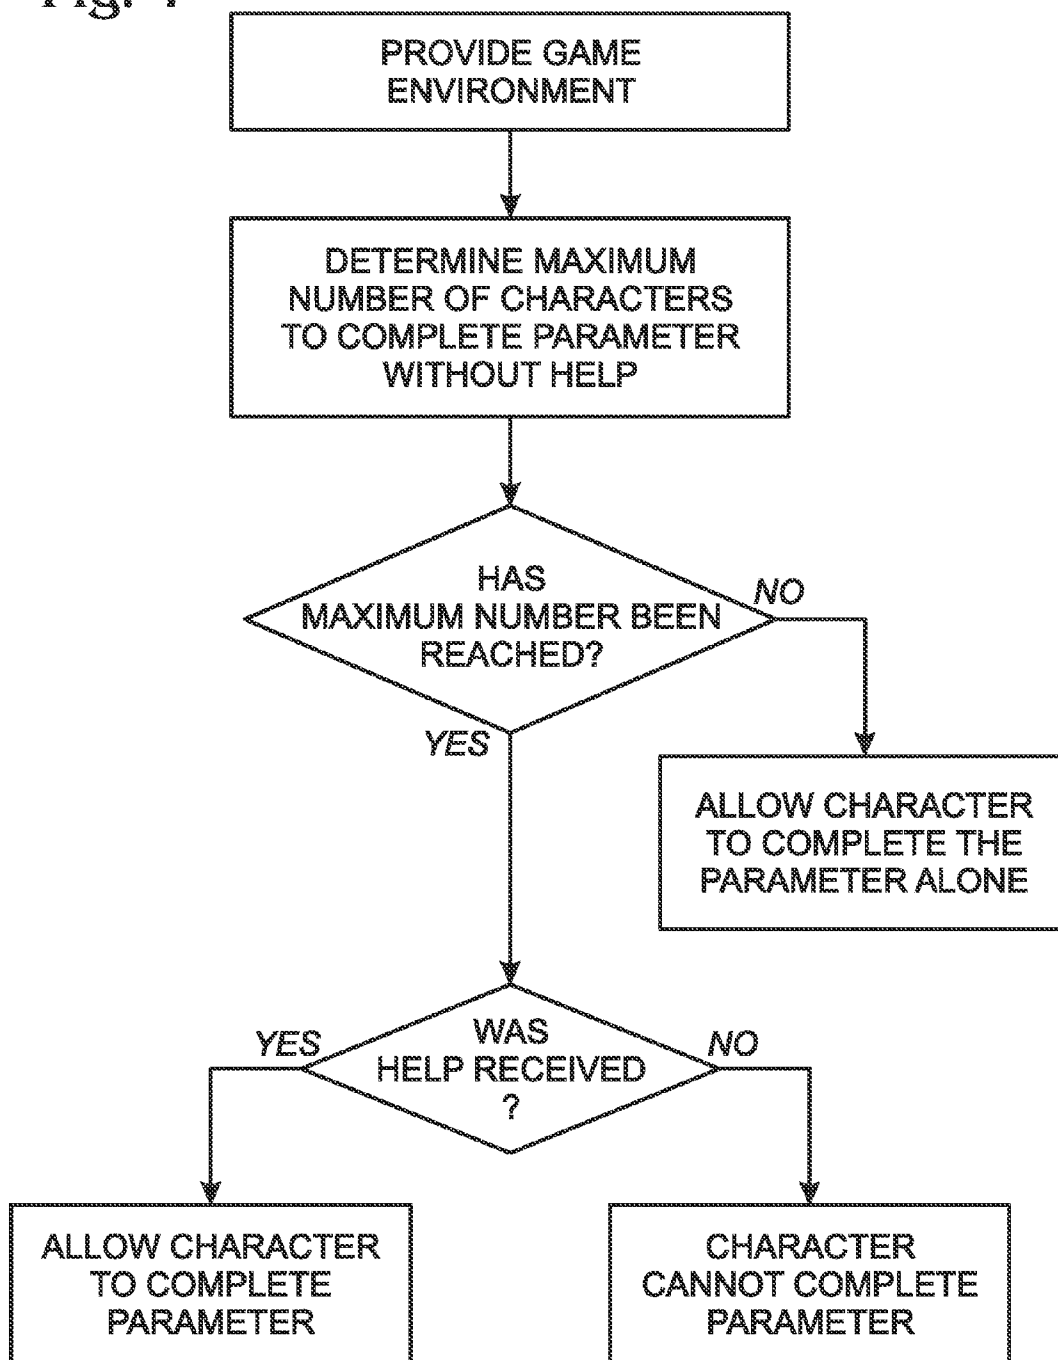 Fig.
PROVIDE GAME
ENVIRONMENT
DETERMINE MAXIMUM
NUMBER OF CHARACTERS
TO COMPLETE PARAMETER
WITHOUT HELP
HAS
MAXIMUM NUMBER BEEN
REACHED?
NO
YES
ALLOW CHARACTER
TO COMPLETE THE
PARAMETER ALONE
WAS
HELP RECEIVED
?
YES
NO
ALLOW CHARACTER
TO COMPLETE
PARAMETER
CHARACTER
CANNOT COMPLETE
PARAMETER